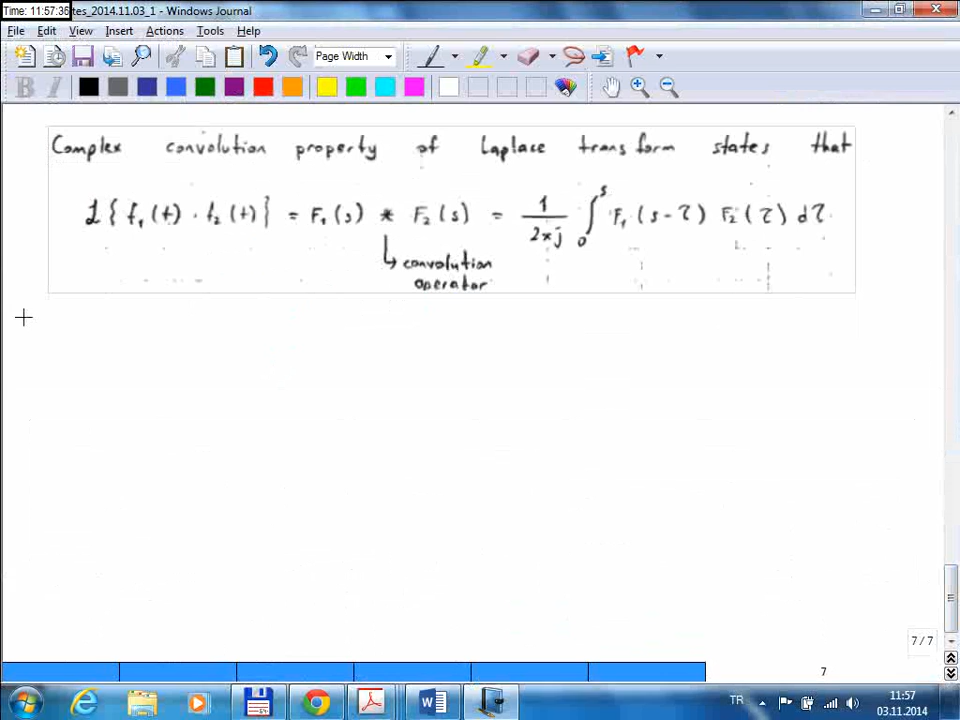 Time: 11:57:36
tes_2014.11.03_1 - Windows Journal
File Edit View Insert Actions Tools Help
Page Width
B I
Complex convolution property of Laplace transform states that
ℒ{f₁(t) · f₂(t)} = F₁(s) * F₂(s) = 1/2πj ∫₀ˢ F₁(s-τ) F₂(τ) dτ
↳ convolution
operator
7 / 7
7
TR
11:57
03.11.2014